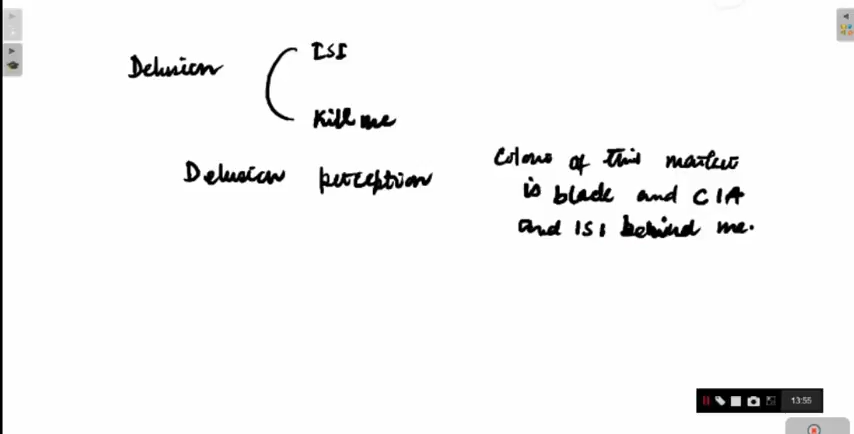 Delusion
ISI
Kill me
Delusion perception
Colour of this marker
is black and CIA
and ISI behind me.
13:55